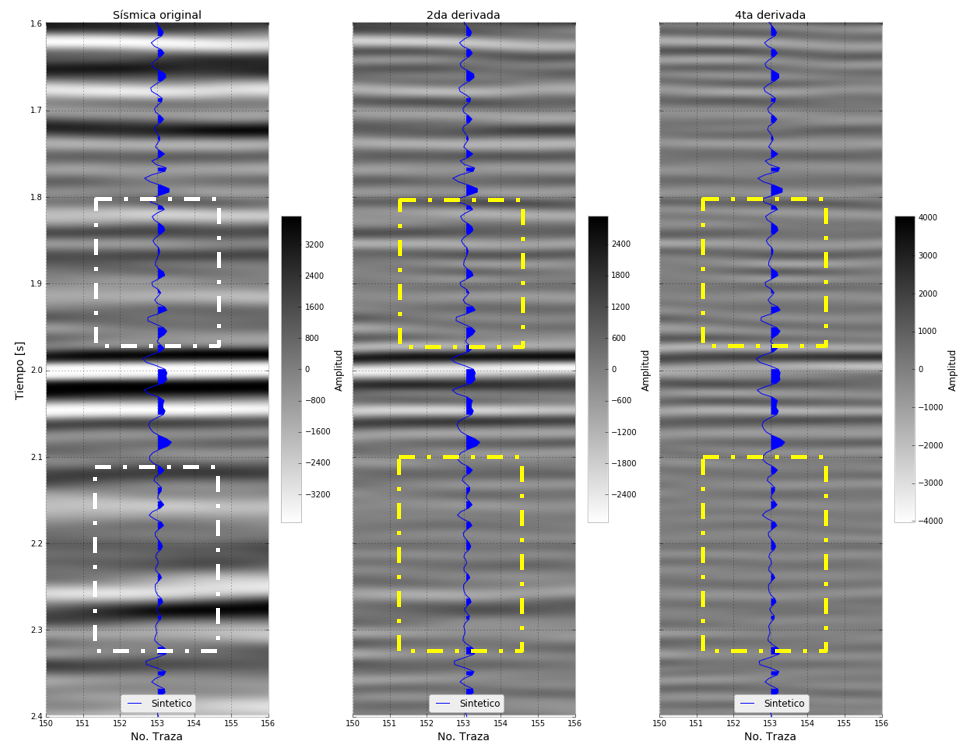 Sísmica original
2da derivada
4ta derivada
Tiempo [s]
1.6
1.7
1.8
1.9
2.0
2.1
2.2
2.3
2.4
150 151 152 153 154 155 156
No. Traza
Sintetico
3200
2400
1600
800
0
−800
−1600
−2400
−3200
Amplitud
150 151 152 153 154 155 156
No. Traza
Sintetico
2400
1800
1200
600
0
−600
−1200
−1800
−2400
Amplitud
150 151 152 153 154 155 156
No. Traza
Sintetico
4000
3000
2000
1000
0
−1000
−2000
−3000
−4000
Amplitud